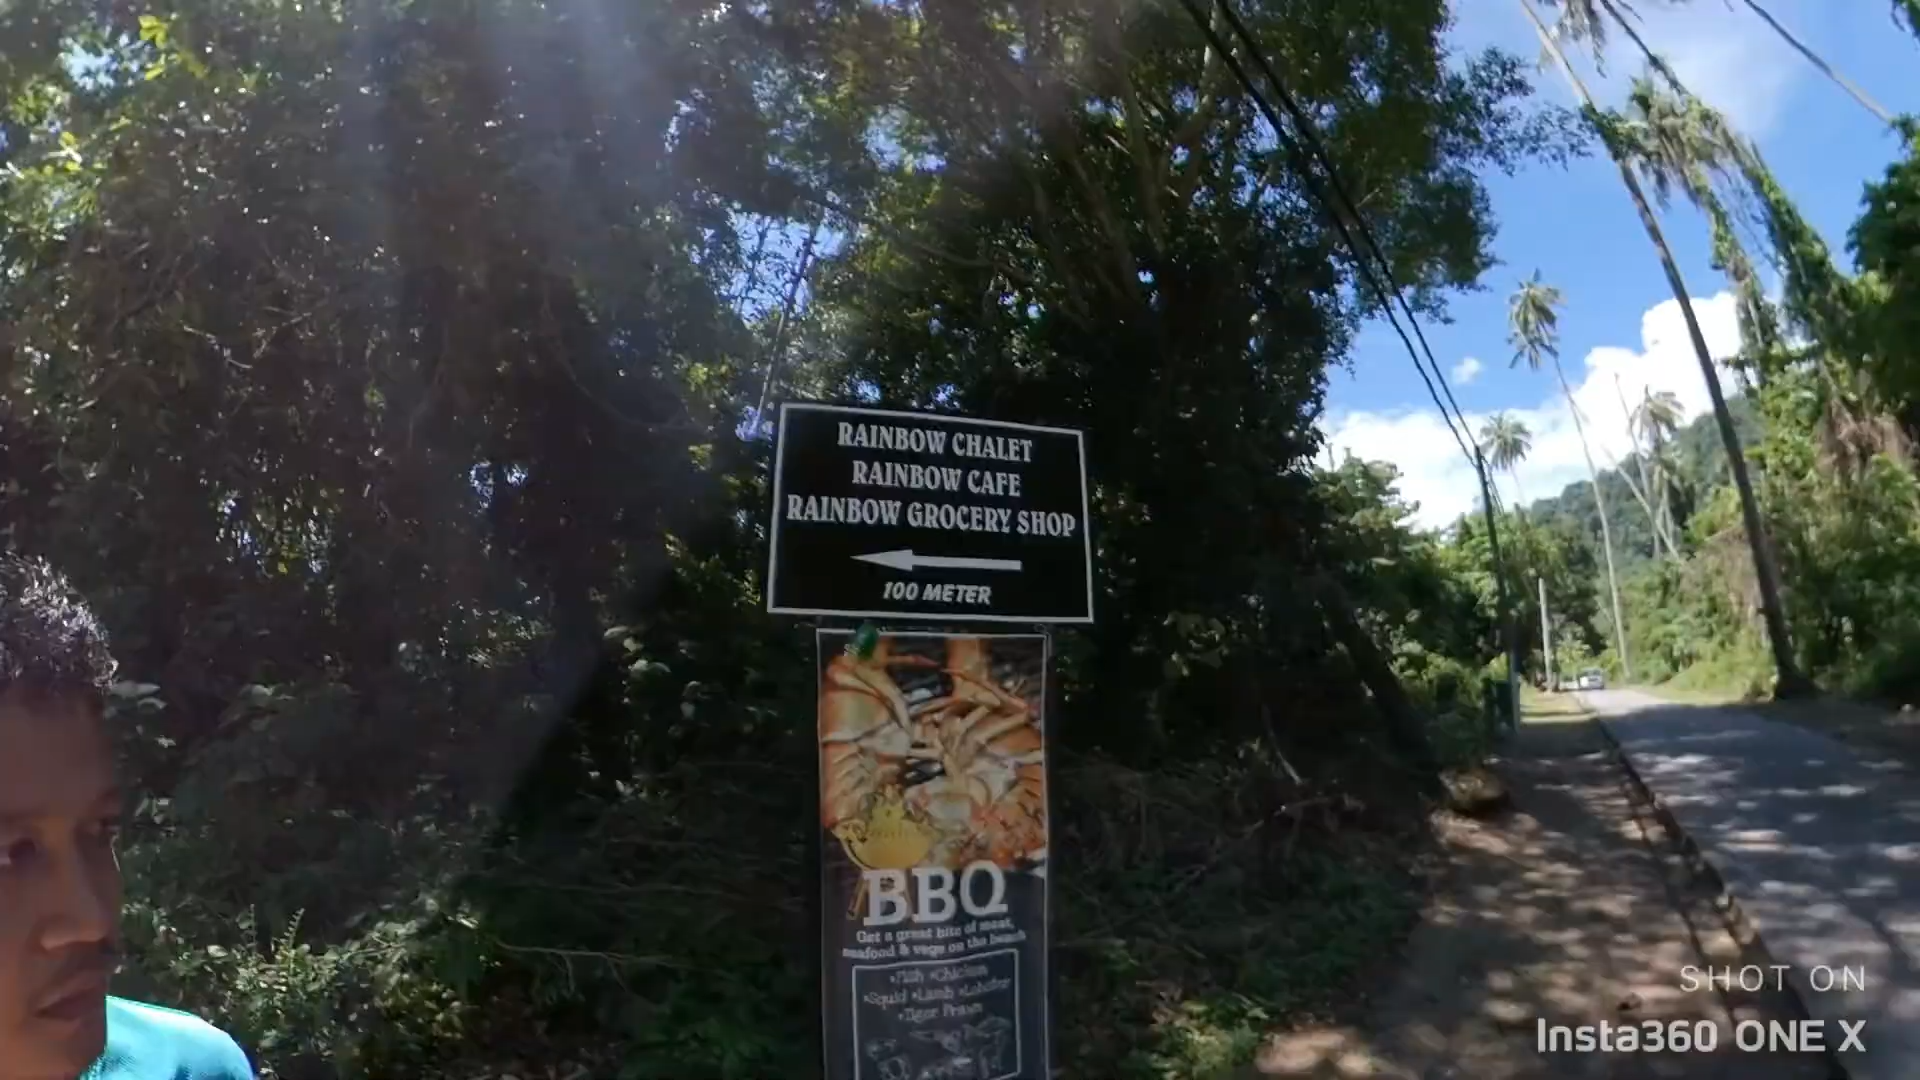 RAINBOW CHALET
RAINBOW CAFE
RAINBOW GROCERY SHOP
100 METER
BBQ
Get a great bite of meat,
seafood & vege on the beach
•Fish •Chicken
•Squid •Lamb •Lobster
•Tiger Prawn
SHOT ON
Insta360 ONE X